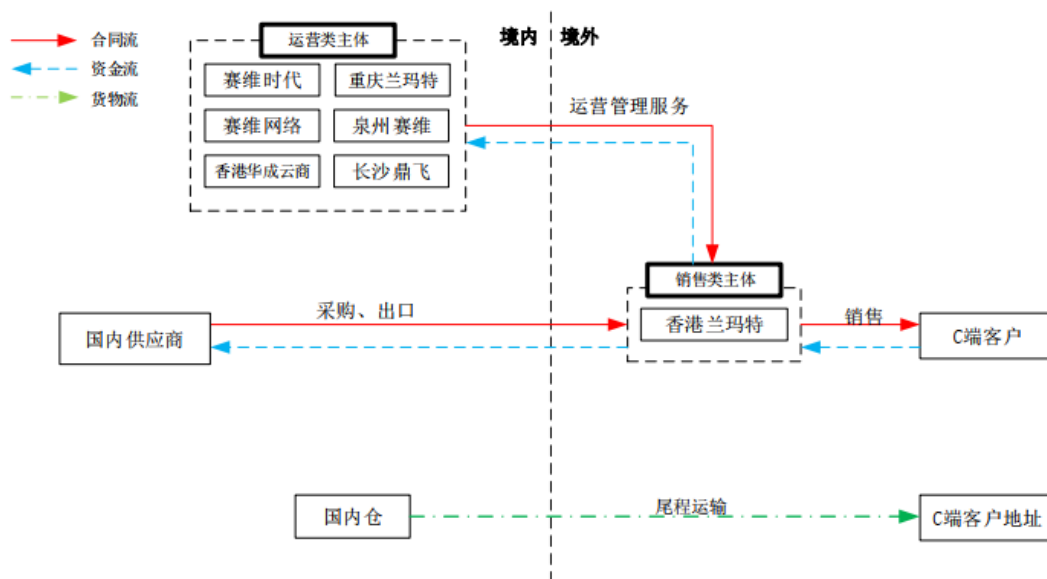 合同流
资金流
货物流
运营类主体
境内
境外
赛维时代
重庆兰玛特
赛维网络
泉州赛维
香港华成云商
长沙鼎飞
运营管理服务
销售类主体
采购、出口
国内供应商
香港兰玛特
销售
C端客户
国内仓
尾程运输
C端客户地址